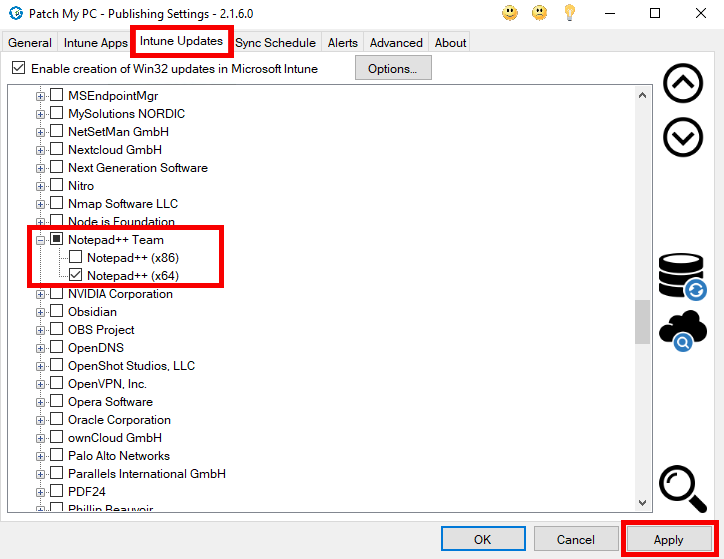 Patch My PC - Publishing Settings - 2.1.6.0
General Intune Apps Intune Updates Sync Schedule Alerts Advanced About
Enable creation of Win32 updates in Microsoft Intune Options...
MSEndpointMgr
MySolutions NORDIC
NetSetMan GmbH
Nextcloud GmbH
Next Generation Software
Nitro
Nmap Software LLC
Node.js Foundation
Notepad++ Team
Notepad++ (x86)
Notepad++ (x64)
NVIDIA Corporation
Obsidian
OBS Project
OpenDNS
OpenShot Studios, LLC
OpenVPN, Inc.
Opera Software
Oracle Corporation
ownCloud GmbH
Palo Alto Networks
Parallels International GmbH
PDF24
Phillip Beauvoir
OK Cancel Apply